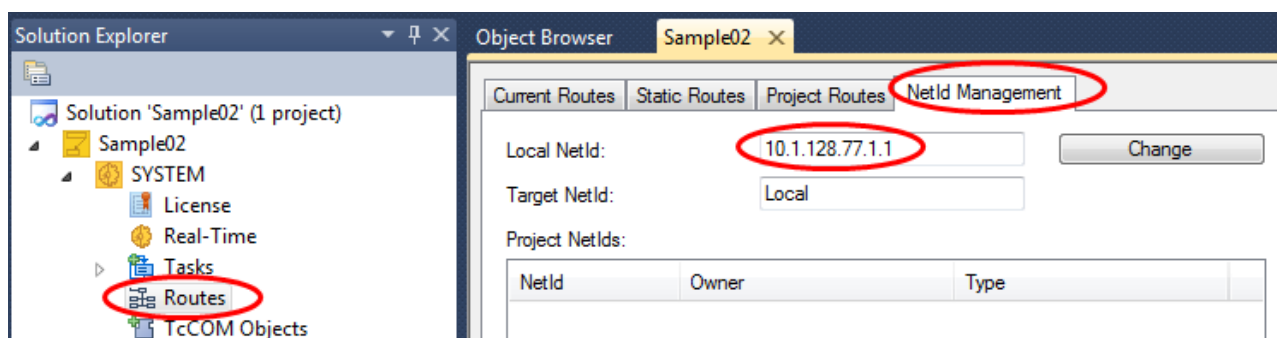 Solution Explorer
Solution 'Sample02' (1 project)
Sample02
SYSTEM
License
Real-Time
Tasks
Routes
TcCOM Objects
Object Browser Sample02
Current Routes Static Routes Project Routes NetId Management
Local NetId: 10.1.128.77.1.1 Change
Target NetId: Local
Project NetIds:
NetId Owner Type